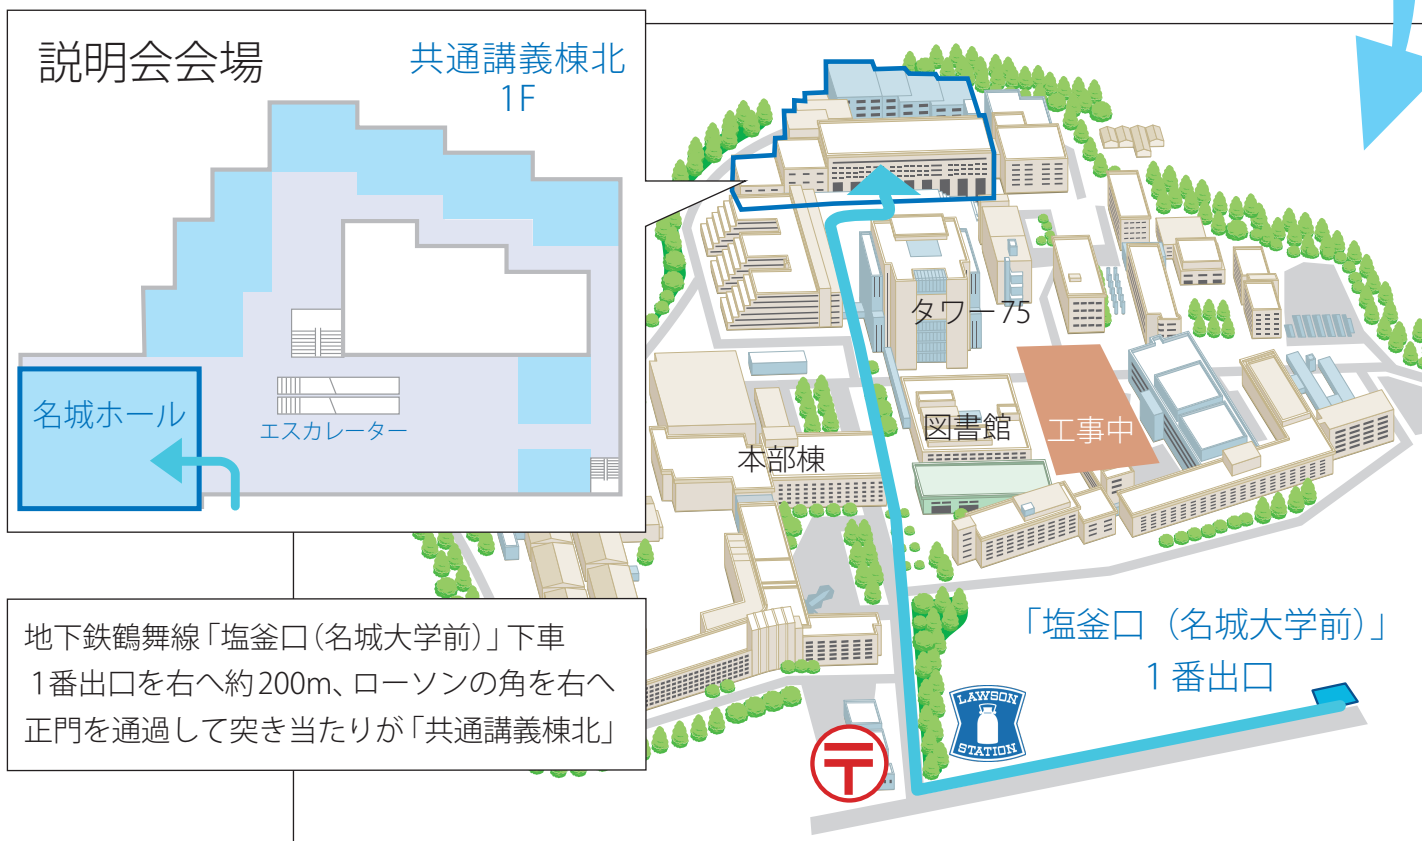 説明会会場
共通講義棟北
1F
名城ホール
エスカレーター
タワー75
図書館
工事中
本部棟
地下鉄鶴舞線「塩釜口(名城大学前)」下車
1番出口を右へ約200m、ローソンの角を右へ
正門を通過して突き当たりが「共通講義棟北」
「塩釜口（名城大学前）」
1番出口
LAWSON
STATION